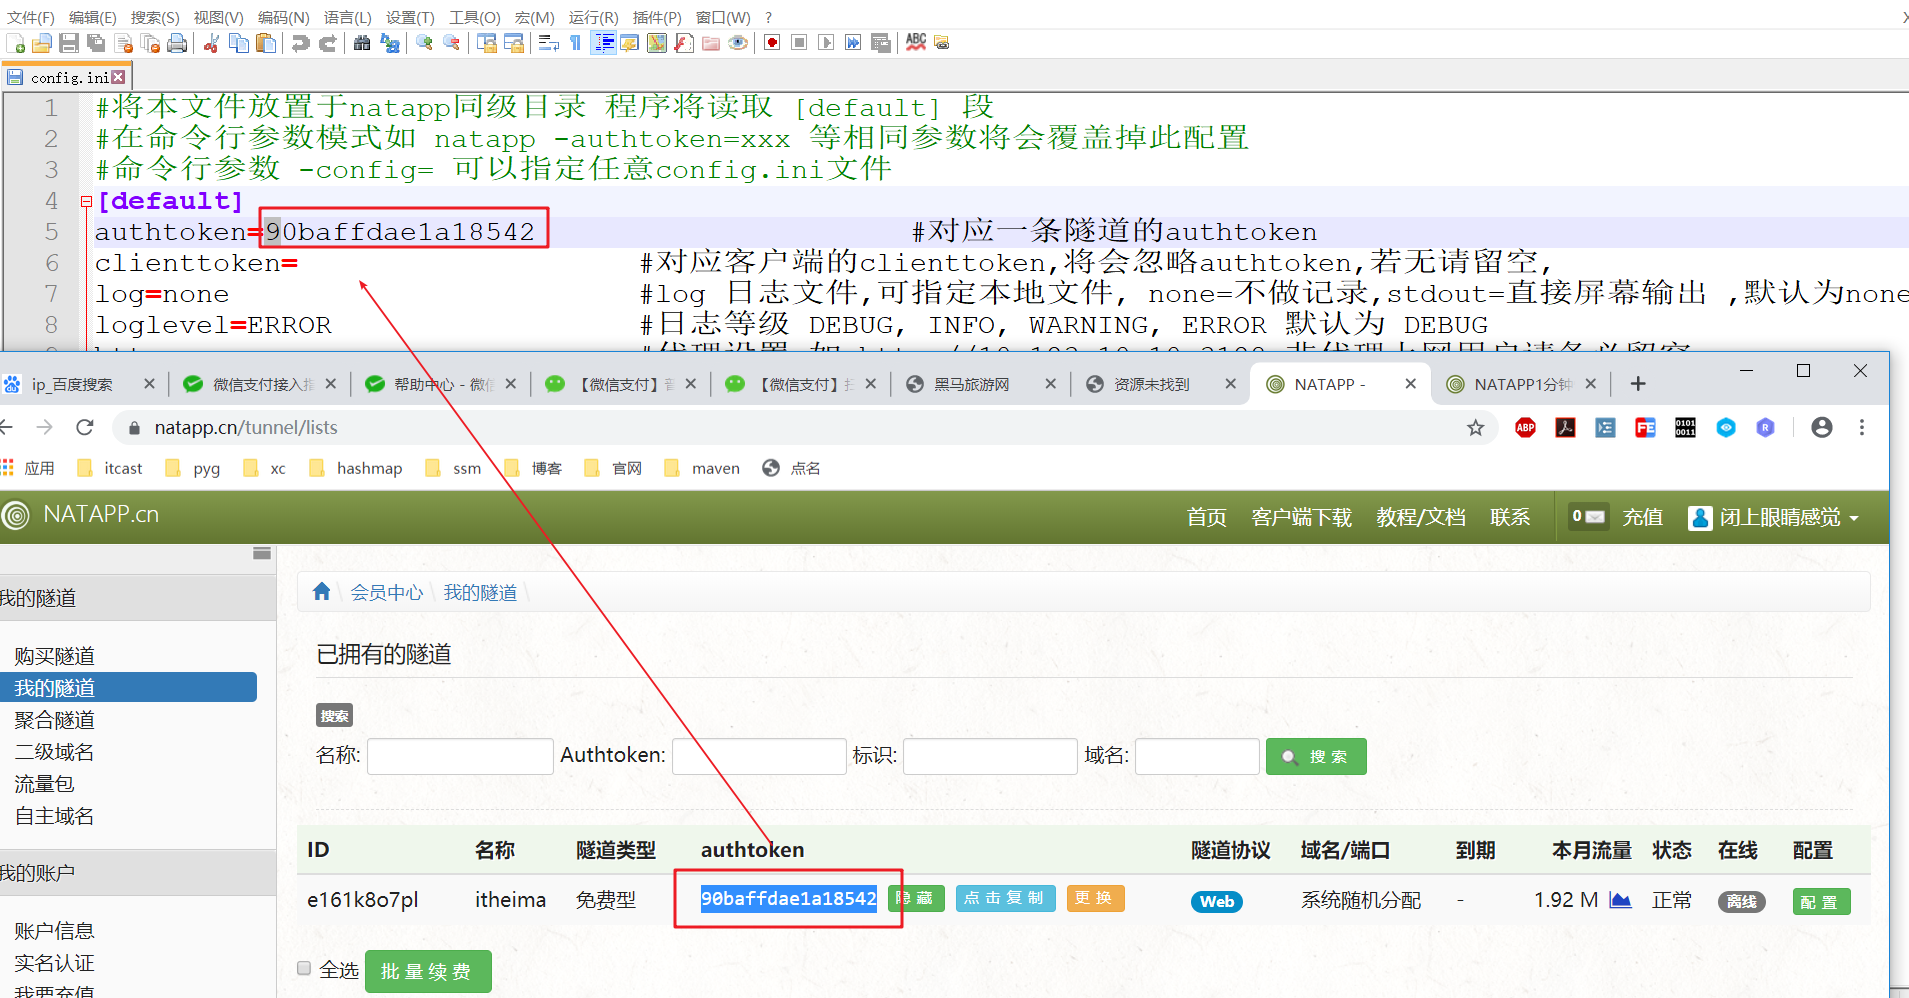 文件(F) 编辑(E) 搜索(S) 视图(V) 编码(N) 语言(L) 设置(T) 工具(O) 宏(M) 运行(R) 插件(P) 窗口(W) ?
config.ini
1 #将本文件放置于natapp同级目录 程序将读取 [default] 段
2 #在命令行参数模式如 natapp -authtoken=xxx 等相同参数将会覆盖掉此配置
3 #命令行参数 -config= 可以指定任意config.ini文件
4 [default]
5 authtoken=90baffdae1a18542 #对应一条隧道的authtoken
6 clienttoken= #对应客户端的clienttoken,将会忽略authtoken,若无请留空,
7 log=none #log 日志文件,可指定本地文件, none=不做记录,stdout=直接屏幕输出 ,默认为none
8 loglevel=ERROR #日志等级 DEBUG, INFO, WARNING, ERROR 默认为 DEBUG
ip_百度搜索 微信支付接入指 帮助中心 - 微信 【微信支付】 【微信支付】 黑马旅游网 资源未找到 NATAPP - NATAPP1分钟
natapp.cn/tunnel/lists
ABP FE 0101 0011 R
应用 itcast pyg xc hashmap ssm 博客 官网 maven 点名
NATAPP.cn 首页 客户端下载 教程/文档 联系 0 充值 闭上眼睛感觉
我的隧道
购买隧道
我的隧道
聚合隧道
二级域名
流量包
自主域名
我的账户
账户信息
实名认证
我要充值
会员中心 我的隧道
已拥有的隧道
搜索
名称: Authtoken: 标识: 域名: 搜索
ID 名称 隧道类型 authtoken 隧道协议 域名/端口 到期 本月流量 状态 在线 配置
e161k8o7pl itheima 免费型 90baffdae1a18542 隐藏 点击复制 更换 Web 系统随机分配 - 1.92 M 正常 离线 配置
全选 批量续费